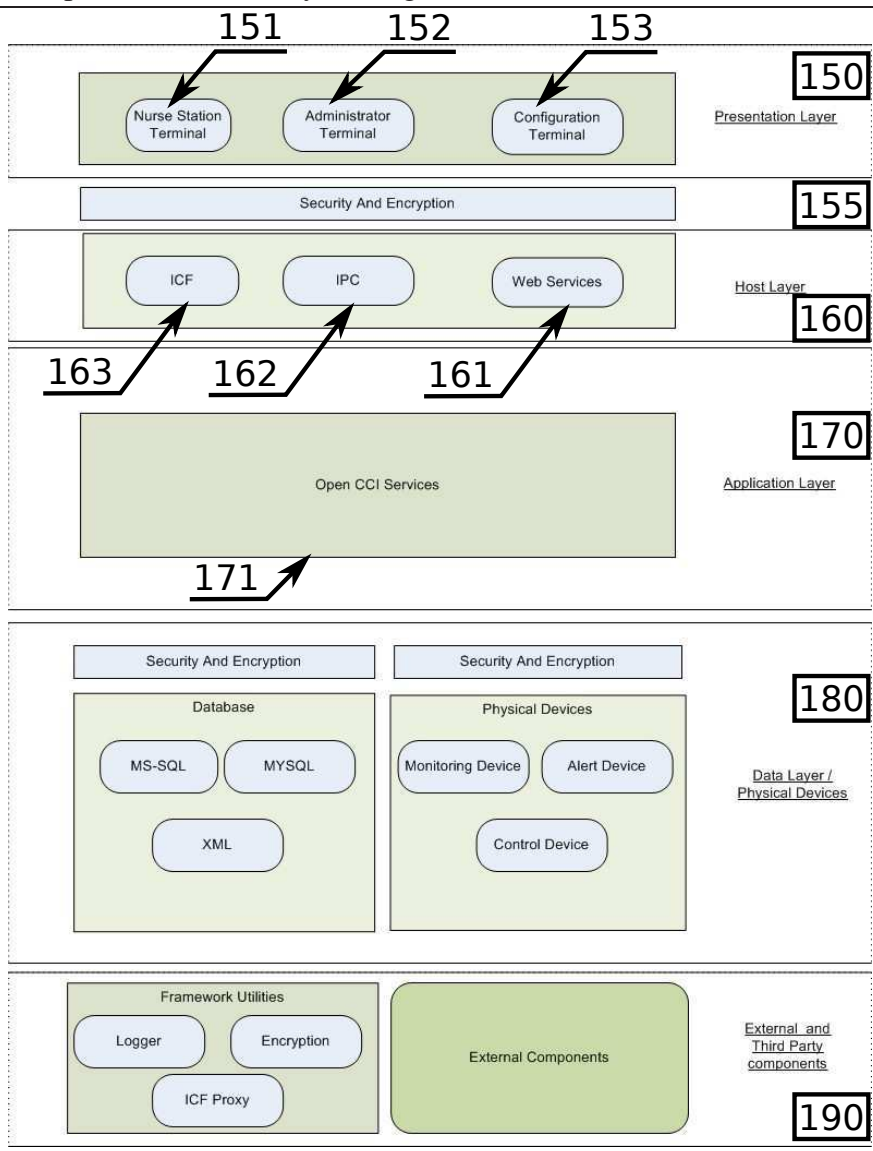 151
152
153
150
Nurse Station
Terminal
Administrator
Terminal
Configuration
Terminal
Presentation Layer
Security And Encryption
155
ICF
IPC
Web Services
Host Layer
160
163
162
161
170
Open CCI Services
Application Layer
171
Security And Encryption
Security And Encryption
180
Database
Physical Devices
MS-SQL
MYSQL
Monitoring Device
Alert Device
Data Layer /
Physical Devices
XML
Control Device
Framework Utilities
Logger
Encryption
ICF Proxy
External Components
External and
Third Party
components
190